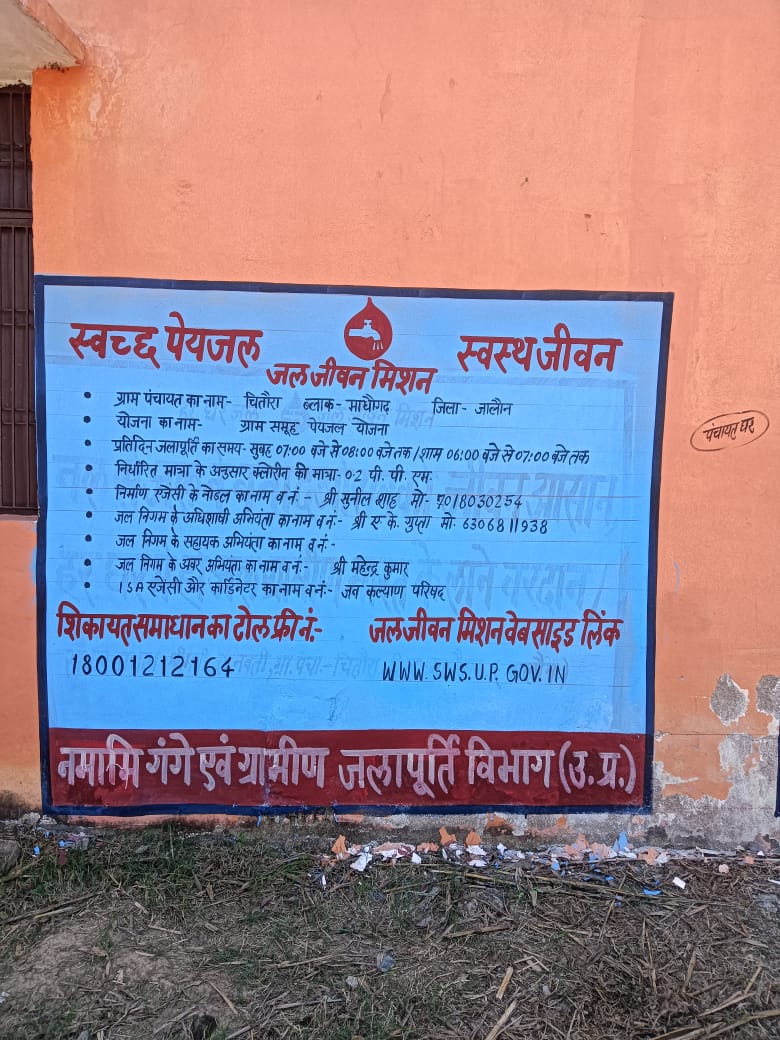 स्वच्छ पेयजल स्वस्थ जीवन
जल जीवन मिशन
• ग्राम पंचायत का नाम- चितौरा ब्लाक- माधौगढ़ जिला- जालौन
• योजना का नाम- ग्राम समूह पेयजल योजना
• प्रतिदिन जलापूर्ति का समय- सुबह 07:00 बजे से 08:00 बजे तक / शाम 06:00 बजे से 07:00 बजे तक
• निर्धारित मात्रा के अनुसार क्लोरीन की मात्रा- 0.2 पी. पी. एम.
• निर्माण एजेंसी के नोडल का नाम व नं. - श्री सुनील शाह मो- 7018030254
• जल निगम के अधिशाषी अभियंता का नाम व नं:- श्री ए. के. गुप्ता मो- 6306811938
• जल निगम के सहायक अभियंता का नाम व नं:-
• जल निगम के अवर अभियंता का नाम व नं:- श्री महेन्द्र कुमार
• ISA एजेंसी और कार्डिनेटर का नाम व नं:- जन कल्याण परिषद
शिकायत समाधान का टोल फ्री नं:- जल जीवन मिशन वेबसाइड लिंक
18001212164 WWW. SWS. U.P. GOV. IN
नमामि गंगे एवं ग्रामीण जलापूर्ति विभाग (उ. प्र.)
पंचायत घर